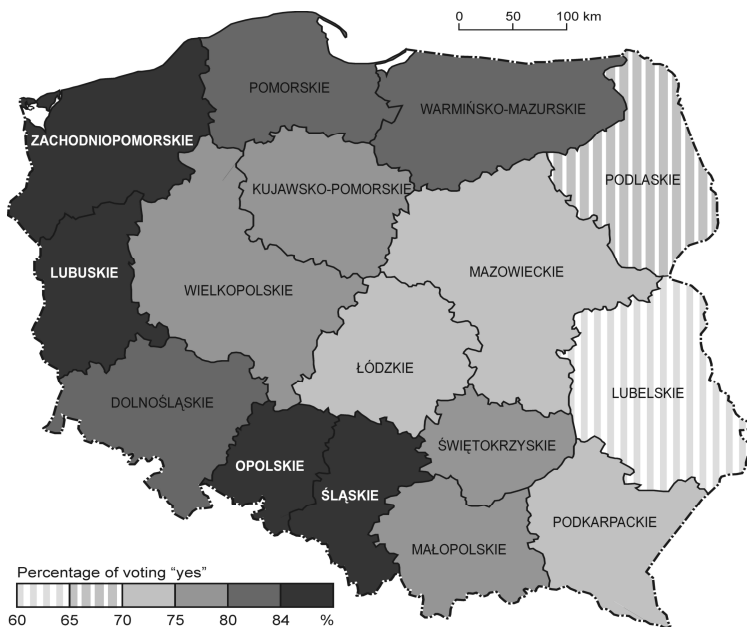 0 50 100 km
POMORSKIE
WARMIŃSKO-MAZURSKIE
ZACHODNIOPOMORSKIE
PODLASKIE
KUJAWSKO-POMORSKIE
LUBUSKIE
MAZOWIECKIE
WIELKOPOLSKIE
ŁÓDZKIE
LUBELSKIE
DOLNOŚLĄSKIE
ŚWIĘTOKRZYSKIE
OPOLSKIE
ŚLĄSKIE
PODKARPACKIE
MAŁOPOLSKIE
Percentage of voting “yes”
60 65 70 75 80 84 %